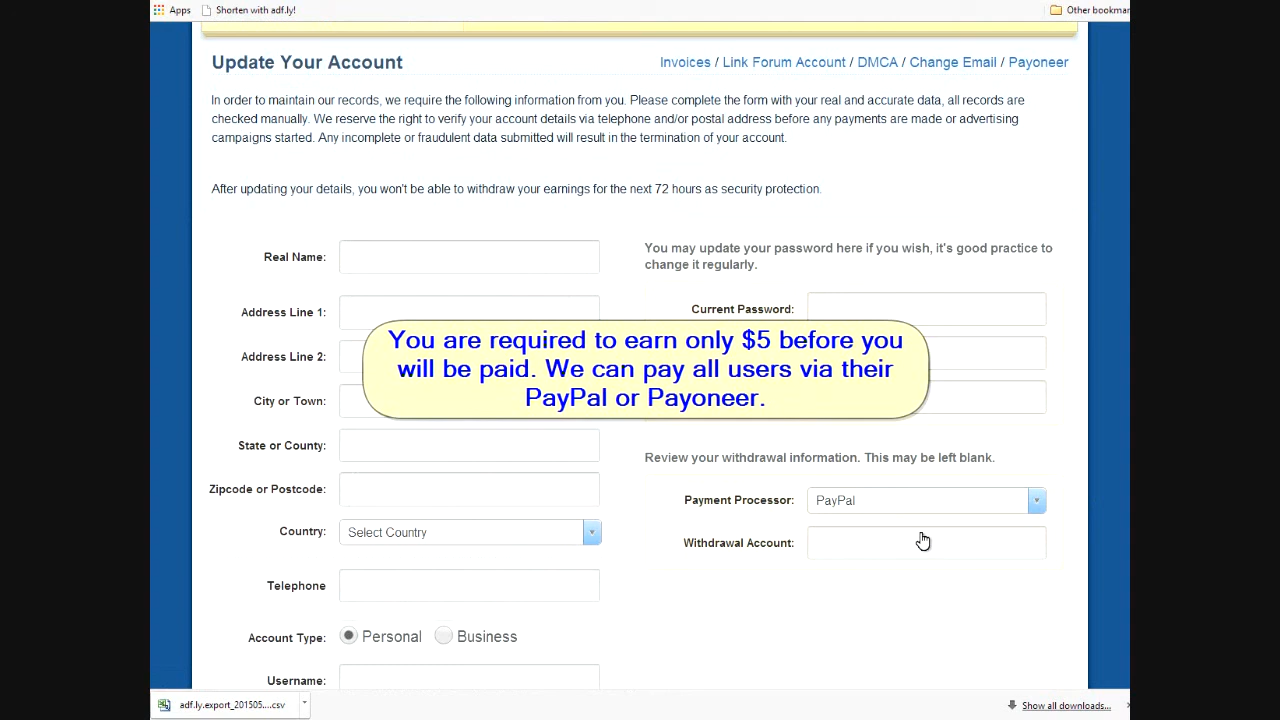 Apps Shorten with adf.ly! Other bookmar
Update Your Account Invoices / Link Forum Account / DMCA / Change Email / Payoneer
In order to maintain our records, we require the following information from you. Please complete the form with your real and accurate data, all records are
checked manually. We reserve the right to verify your account details via telephone and/or postal address before any payments are made or advertising
campaigns started. Any incomplete or fraudulent data submitted will result in the termination of your account.
After updating your details, you won't be able to withdraw your earnings for the next 72 hours as security protection.
Real Name:
Address Line 1:
Address Line 2:
City or Town:
State or County:
Zipcode or Postcode:
Country: Select Country
Telephone
Account Type: Personal Business
Username:
You may update your password here if you wish, it's good practice to
change it regularly.
Current Password:
You are required to earn only $5 before you
will be paid. We can pay all users via their
PayPal or Payoneer.
Review your withdrawal information. This may be left blank.
Payment Processor: PayPal
Withdrawal Account:
adf.ly.export_201505....csv Show all downloads...